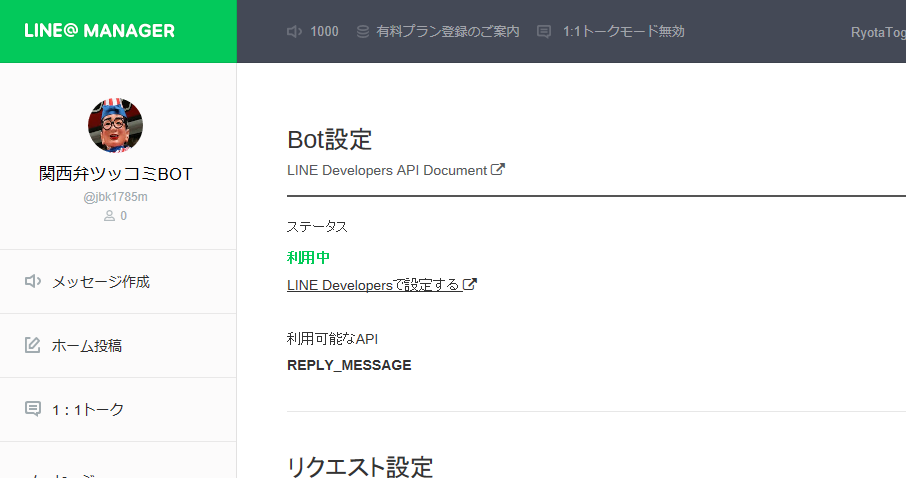 LINE@ MANAGER
1000 有料プラン登録のご案内 1:1トークモード無効 RyotaTog
関西弁ツッコミBOT
@jbk1785m
0
メッセージ作成
ホーム投稿
1:1トーク
Bot設定
LINE Developers API Document
ステータス
利用中
LINE Developersで設定する
利用可能なAPI
REPLY_MESSAGE
リクエスト設定